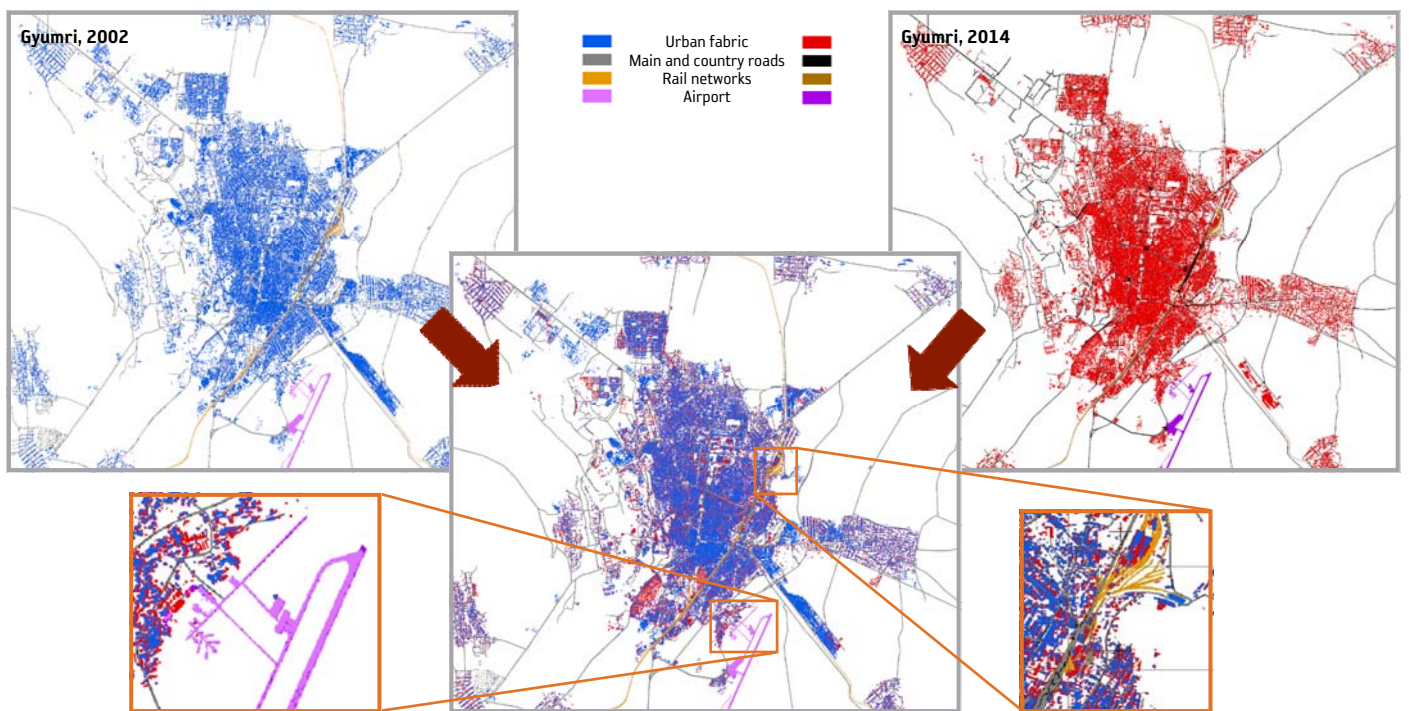 Gyumri, 2002
Urban fabric
Main and country roads
Rail networks
Airport
Gyumri, 2014